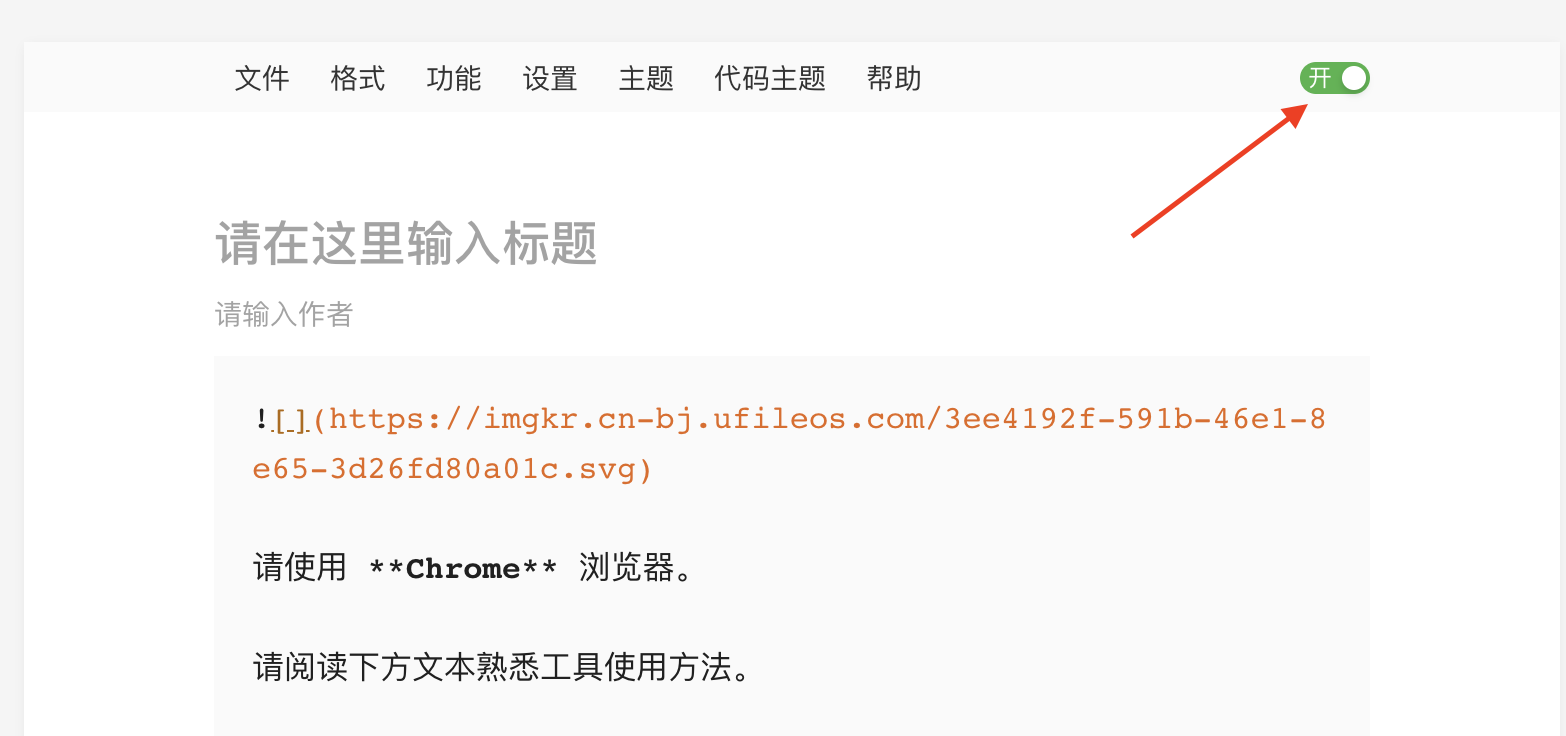 文件 格式 功能 设置 主题 代码主题 帮助 开
请在这里输入标题
请输入作者
![](https://imgkr.cn-bj.ufileos.com/3ee4192f-591b-46e1-8
e65-3d26fd80a01c.svg)
请使用 **Chrome** 浏览器。
请阅读下方文本熟悉工具使用方法。